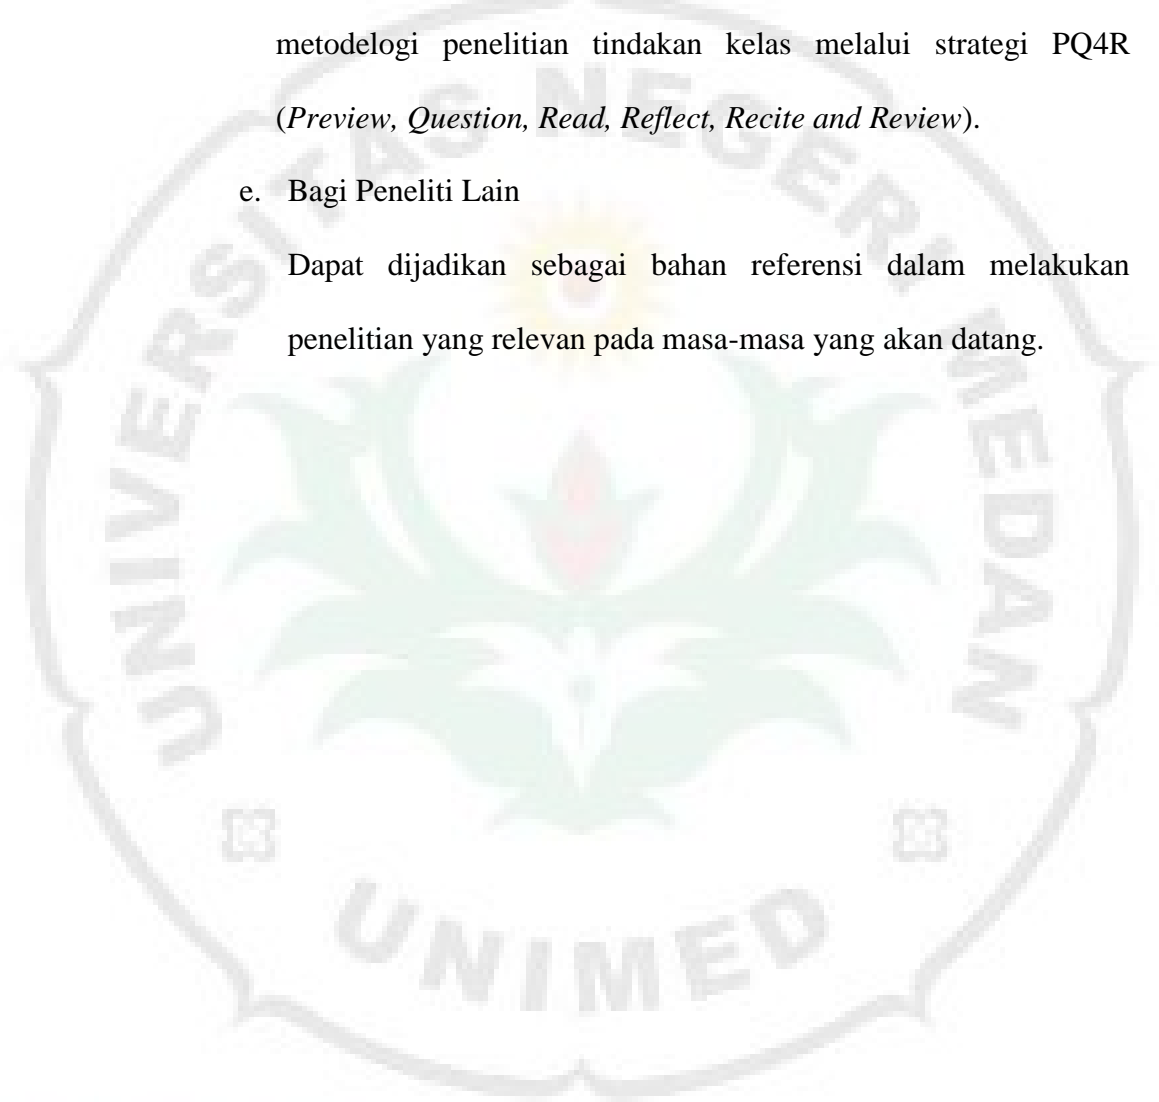 metodelogi penelitian tindakan kelas melalui strategi PQ4R
(Preview, Question, Read, Reflect, Recite and Review).
e. Bagi Peneliti Lain
Dapat dijadikan sebagai bahan referensi dalam melakukan
penelitian yang relevan pada masa-masa yang akan datang.
UNIVERSITAS NEGERI MEDAN
UNIMED